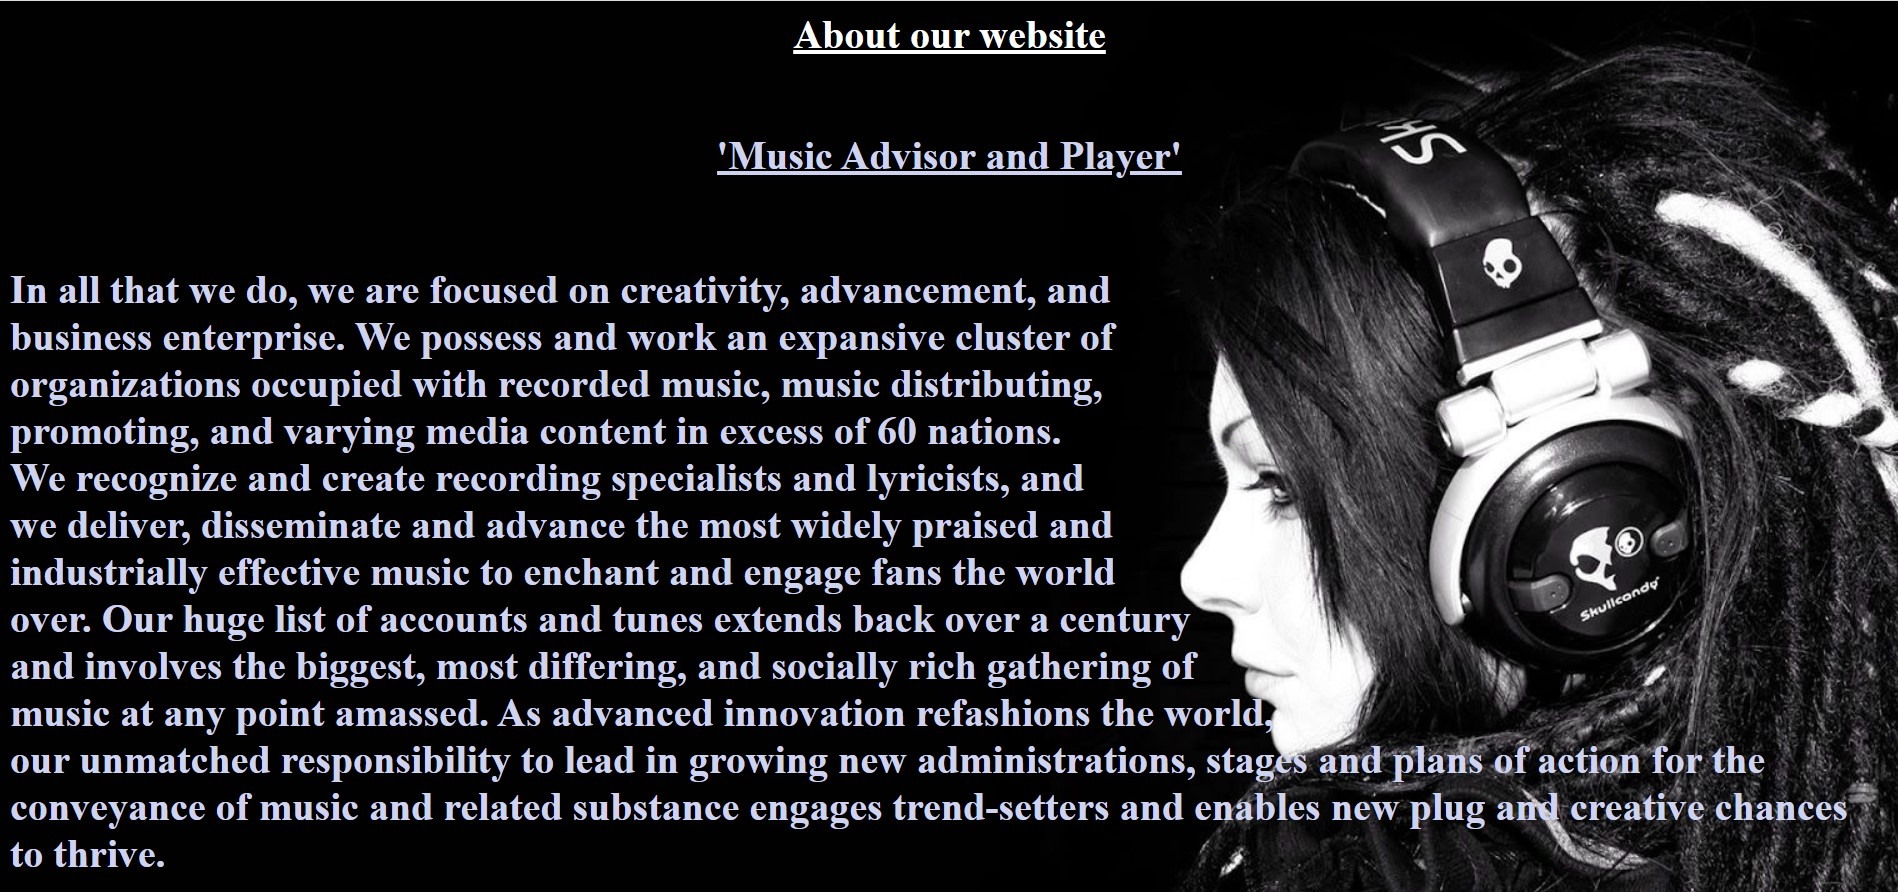 About our website
'Music Advisor and Player'
In all that we do, we are focused on creativity, advancement, and
business enterprise. We possess and work an expansive cluster of
organizations occupied with recorded music, music distributing,
promoting, and varying media content in excess of 60 nations.
We recognize and create recording specialists and lyricists, and
we deliver, disseminate and advance the most widely praised and
industrially effective music to enchant and engage fans the world
over. Our huge list of accounts and tunes extends back over a century
and involves the biggest, most differing, and socially rich gathering of
music at any point amassed. As advanced innovation refashions the world,
our unmatched responsibility to lead in growing new administrations, stages and plans of action for the
conveyance of music and related substance engages trend-setters and enables new plug and creative chances
to thrive.
Skullcandy